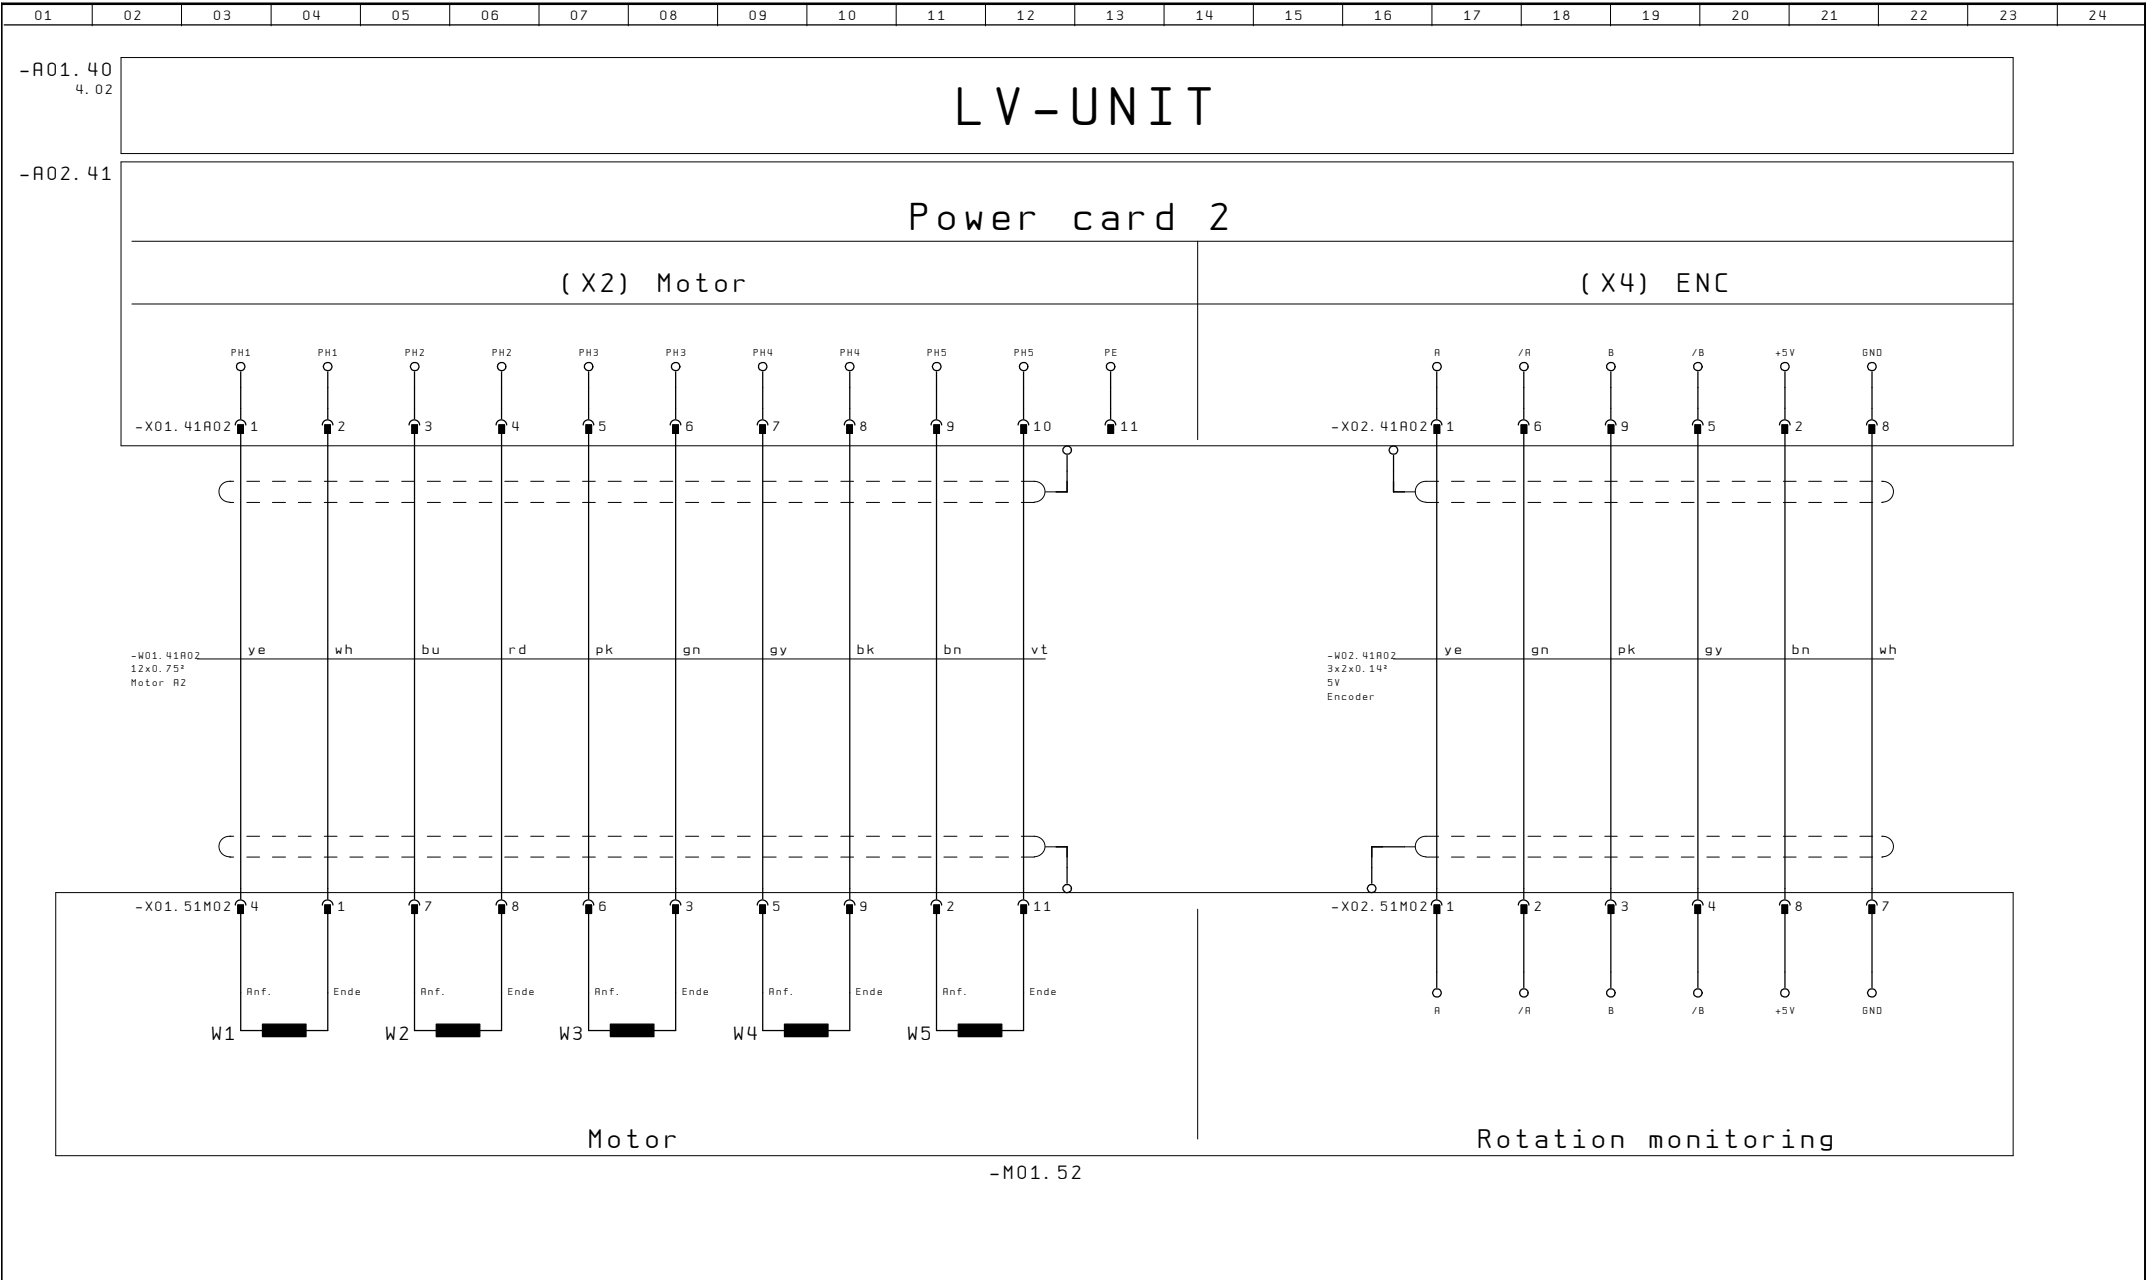 01 02 03 04 05 06 07 08 09 10 11 12 13 14 15 16 17 18 19 20 21 22 23 24
-A01.40
4.02
LV-UNIT
-A02.41
Power card 2
(X2) Motor (X4) ENC
PH1 PH1 PH2 PH2 PH3 PH3 PH4 PH4 PH5 PH5 PE A /A B /B +5V GND
-X01.41A02 1 2 3 4 5 6 7 8 9 10 11 -X02.41A02 1 6 9 5 2 8
ye wh bu rd pk gn gy bk bn vt ye gn pk gy bn wh
-W01.41A02
12x0.75²
Motor A2
-W02.41A02
3x2x0.14²
5V
Encoder
-X01.51M02 4 1 7 8 6 3 5 9 2 11 -X02.51M02 1 2 3 4 8 7
Anf. Ende Anf. Ende Anf. Ende Anf. Ende Anf. Ende
A /A B /B +5V GND
W1 W2 W3 W4 W5
Motor Rotation monitoring
-M01.52